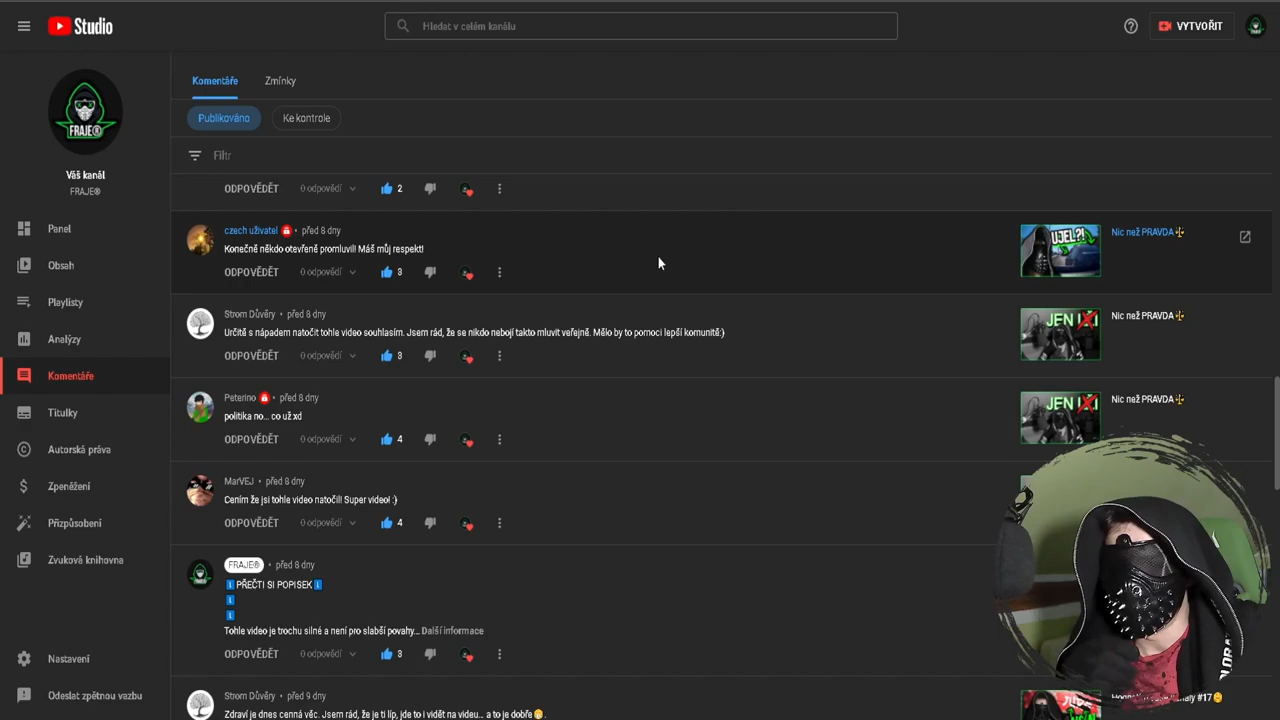 Studio
Hledat v celém kanálu
VYTVOŘIT
FRAJE®
Váš kanál
FRAJE®
Panel
Obsah
Playlisty
Analýzy
Komentáře
Titulky
Autorská práva
Zpeněžení
Přizpůsobení
Zvuková knihovna
Nastavení
Odeslat zpětnou vazbu
Komentáře Zmínky
Publikováno Ke kontrole
Filtr
ODPOVĚDĚT 0 odpovědí 2
czech uživatel • před 8 dny
Konečně někdo otevřeně promluvil! Máš můj respekt!
ODPOVĚDĚT 0 odpovědí 3
UJEL?!
Nic než PRAVDA
Strom Důvěry • před 8 dny
Určitě s nápadem natočit tohle video souhlasím. Jsem rád, že se nikdo nebojí takto mluvit veřejně. Mělo by to pomoci lepší komunitě:)
ODPOVĚDĚT 0 odpovědí 3
JEN
Nic než PRAVDA
Peterino • před 8 dny
politika no... co už xd
ODPOVĚDĚT 0 odpovědí 4
JEN
Nic než PRAVDA
MarVEJ • před 8 dny
Cením že jsi tohle video natočil! Super video! :)
ODPOVĚDĚT 0 odpovědí 4
FRAJE® • před 8 dny
PŘEČTI SI POPISEK
Tohle video je trochu silné a není pro slabší povahy... Další informace
ODPOVĚDĚT 0 odpovědí 3
Strom Důvěry • před 9 dny
Zdraví je dnes cenná věc. Jsem rád, že je ti líp, jde to i vidět na videu... a to je dobře
#17